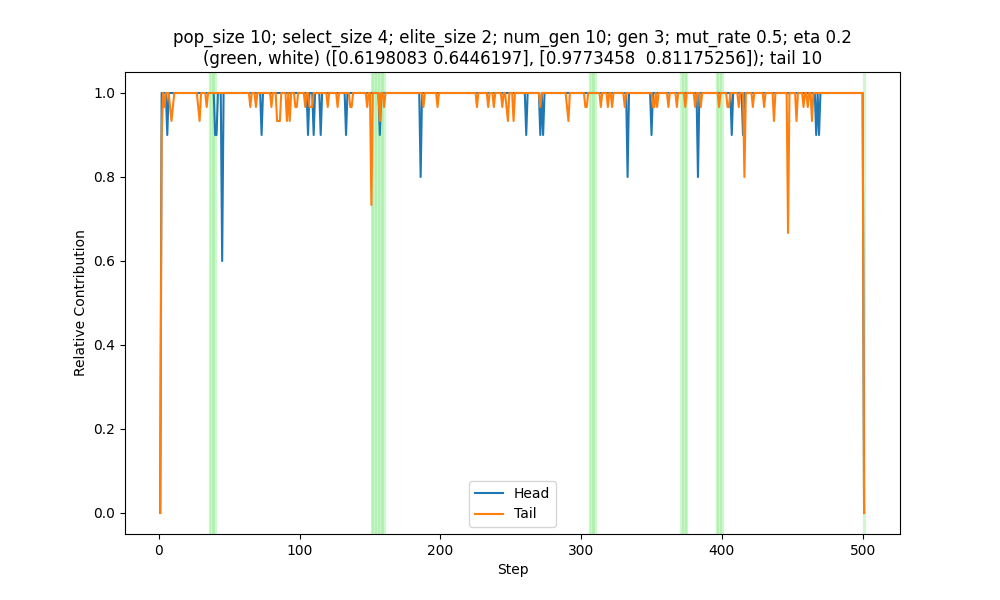 pop_size 10; select_size 4; elite_size 2; num_gen 10; gen 3; mut_rate 0.5; eta 0.2
(green, white) ([0.6198083 0.6446197], [0.9773458  0.81175256]); tail 10
1.0
0.8
0.6
0.4
0.2
0.0
Relative Contribution
Head
Tail
0
100
200
300
400
500
Step